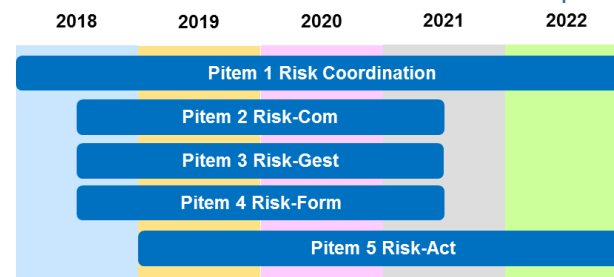 2018 2019 2020 2021 2022
Pitem 1 Risk Coordination
Pitem 2 Risk-Com
Pitem 3 Risk-Gest
Pitem 4 Risk-Form
Pitem 5 Risk-Act